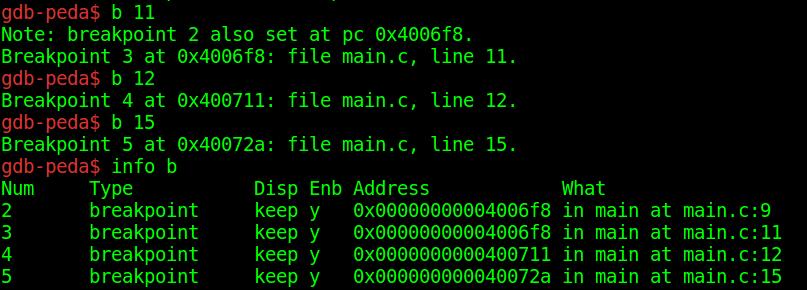 gdb-peda$ b 11
Note: breakpoint 2 also set at pc 0x4006f8.
Breakpoint 3 at 0x4006f8: file main.c, line 11.
gdb-peda$ b 12
Breakpoint 4 at 0x400711: file main.c, line 12.
gdb-peda$ b 15
Breakpoint 5 at 0x40072a: file main.c, line 15.
gdb-peda$ info b
Num     Type           Disp Enb Address            What
2       breakpoint     keep y   0x00000000004006f8 in main at main.c:9
3       breakpoint     keep y   0x00000000004006f8 in main at main.c:11
4       breakpoint     keep y   0x0000000000400711 in main at main.c:12
5       breakpoint     keep y   0x000000000040072a in main at main.c:15